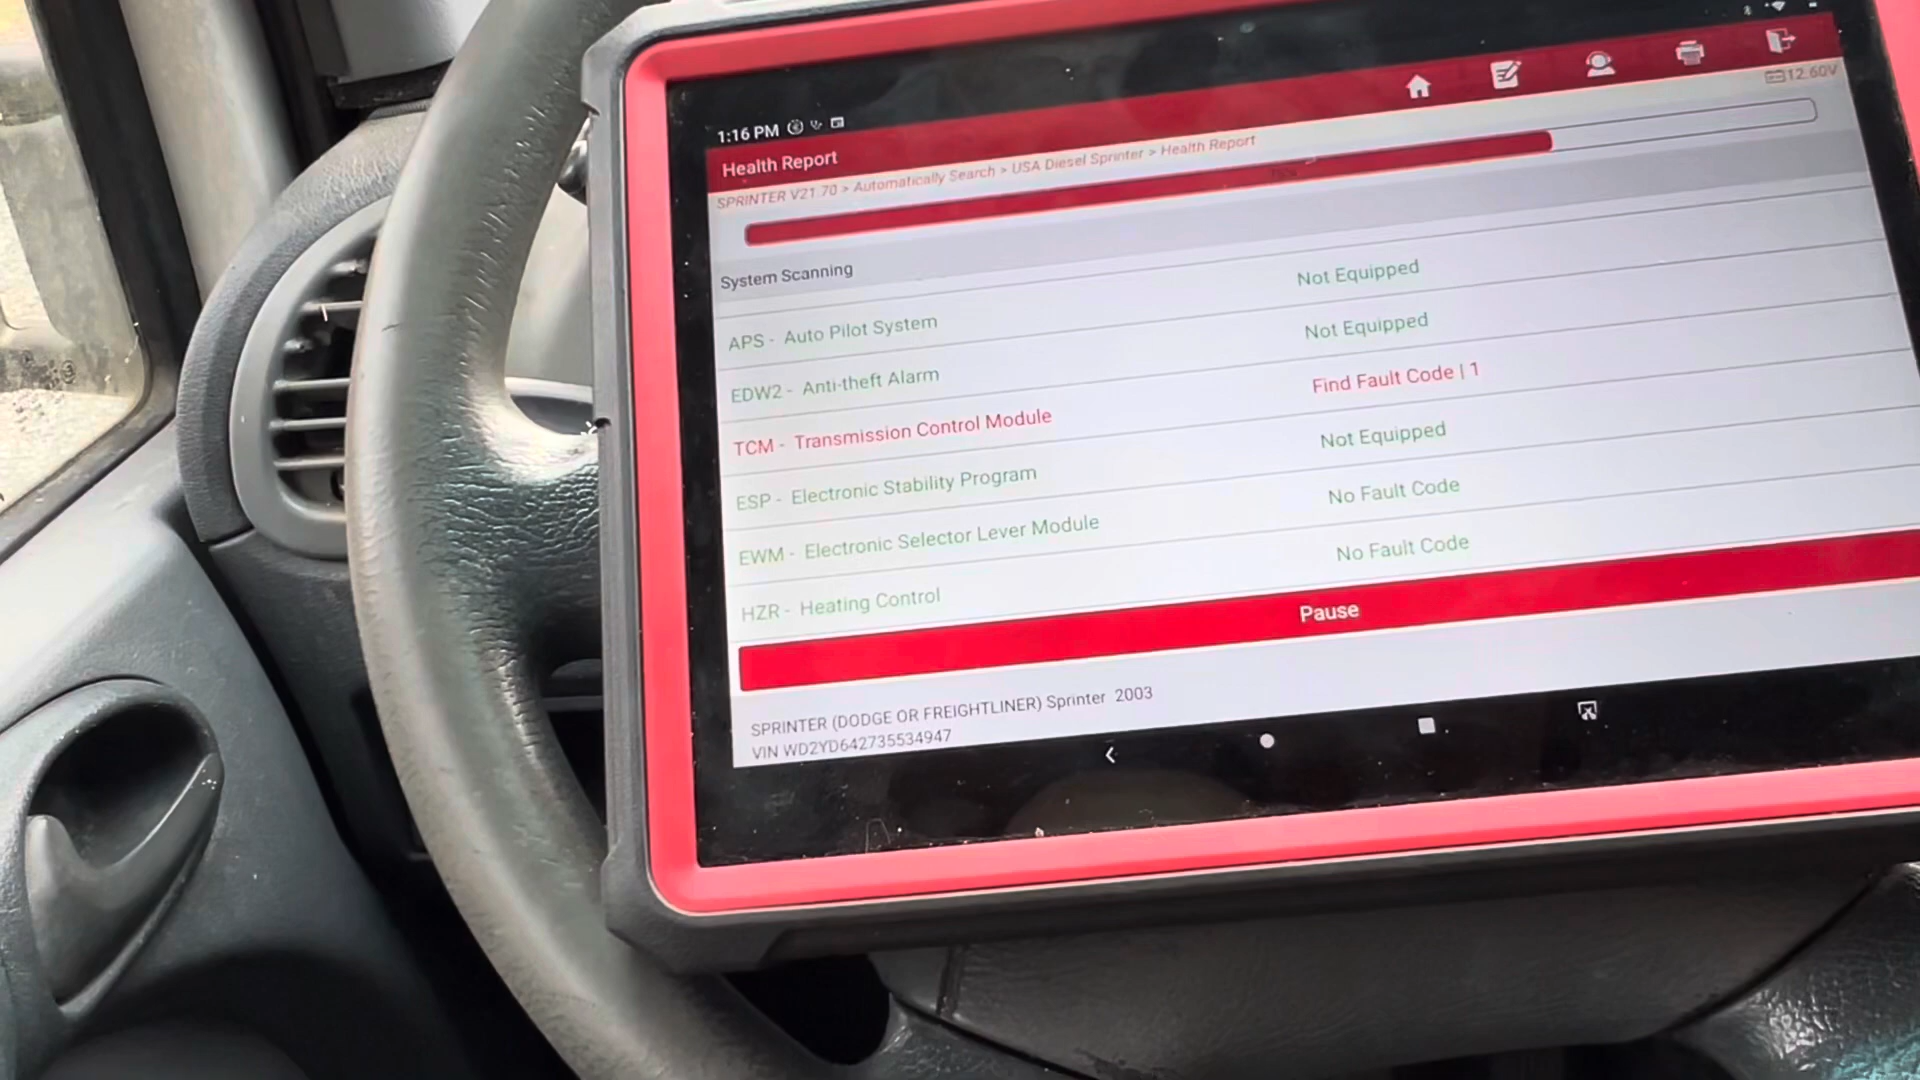 1:16 PM
12.60V
Health Report
SPRINTER V21.70 > Automatically Search > USA Diesel Sprinter > Health Report
System Scanning
APS - Auto Pilot System Not Equipped
EDW2 - Anti-theft Alarm Not Equipped
TCM - Transmission Control Module Find Fault Code | 1
ESP - Electronic Stability Program Not Equipped
EWM - Electronic Selector Lever Module No Fault Code
HZR - Heating Control No Fault Code
Pause
SPRINTER (DODGE OR FREIGHTLINER) Sprinter 2003
VIN WD2YD642735534947